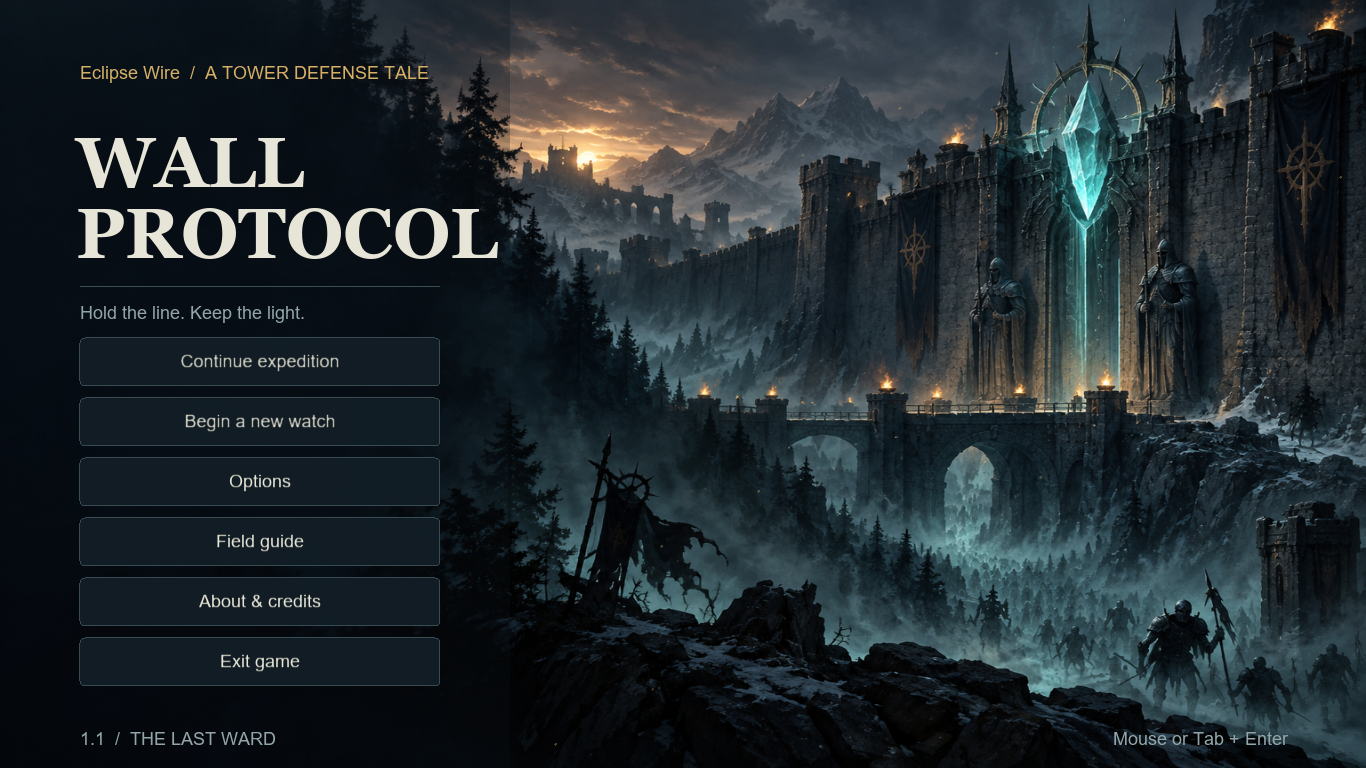 Eclipse Wire / A TOWER DEFENSE TALE
WALL
PROTOCOL
Hold the line. Keep the light.
Continue expedition
Begin a new watch
Options
Field guide
About & credits
Exit game
1.1 / THE LAST WARD
Mouse or Tab + Enter